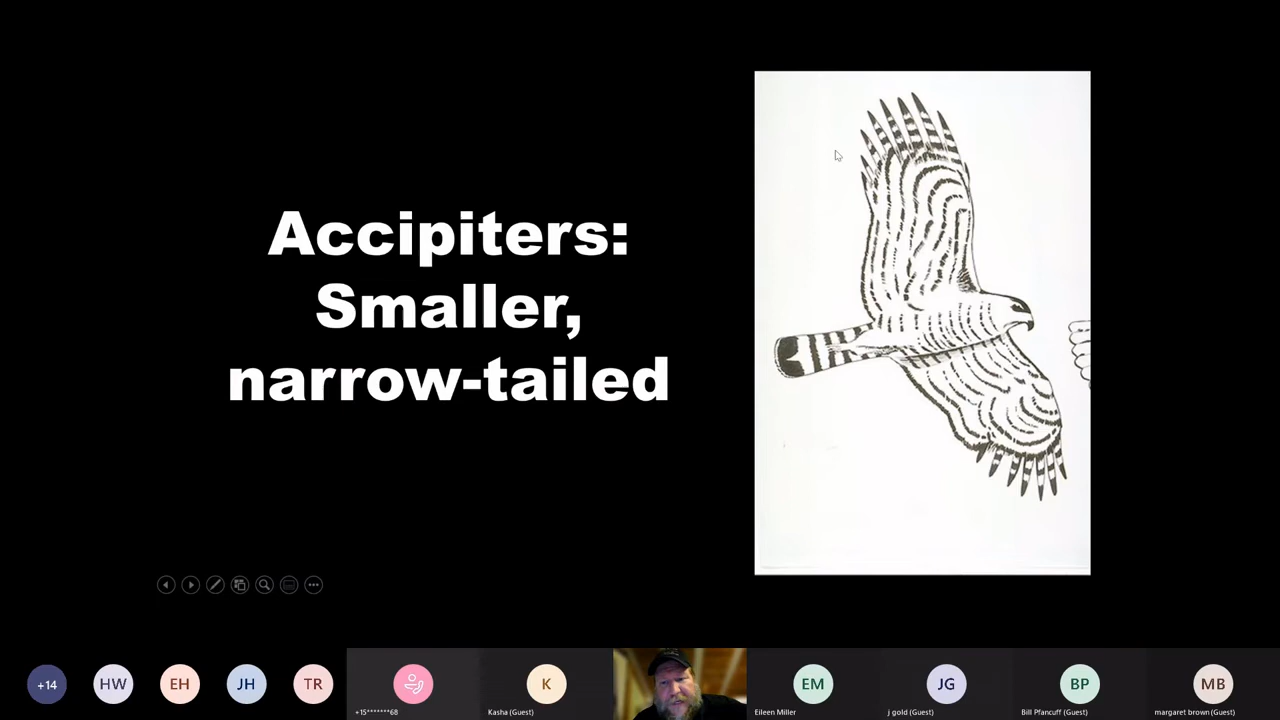 Accipiters:
Smaller,
narrow-tailed
+14
HW
EH
JH
TR
+15*******68
K
Kasha (Guest)
EM
Eileen Miller
JG
j gold (Guest)
BP
Bill Pfancuff (Guest)
MB
margaret brown (Guest)